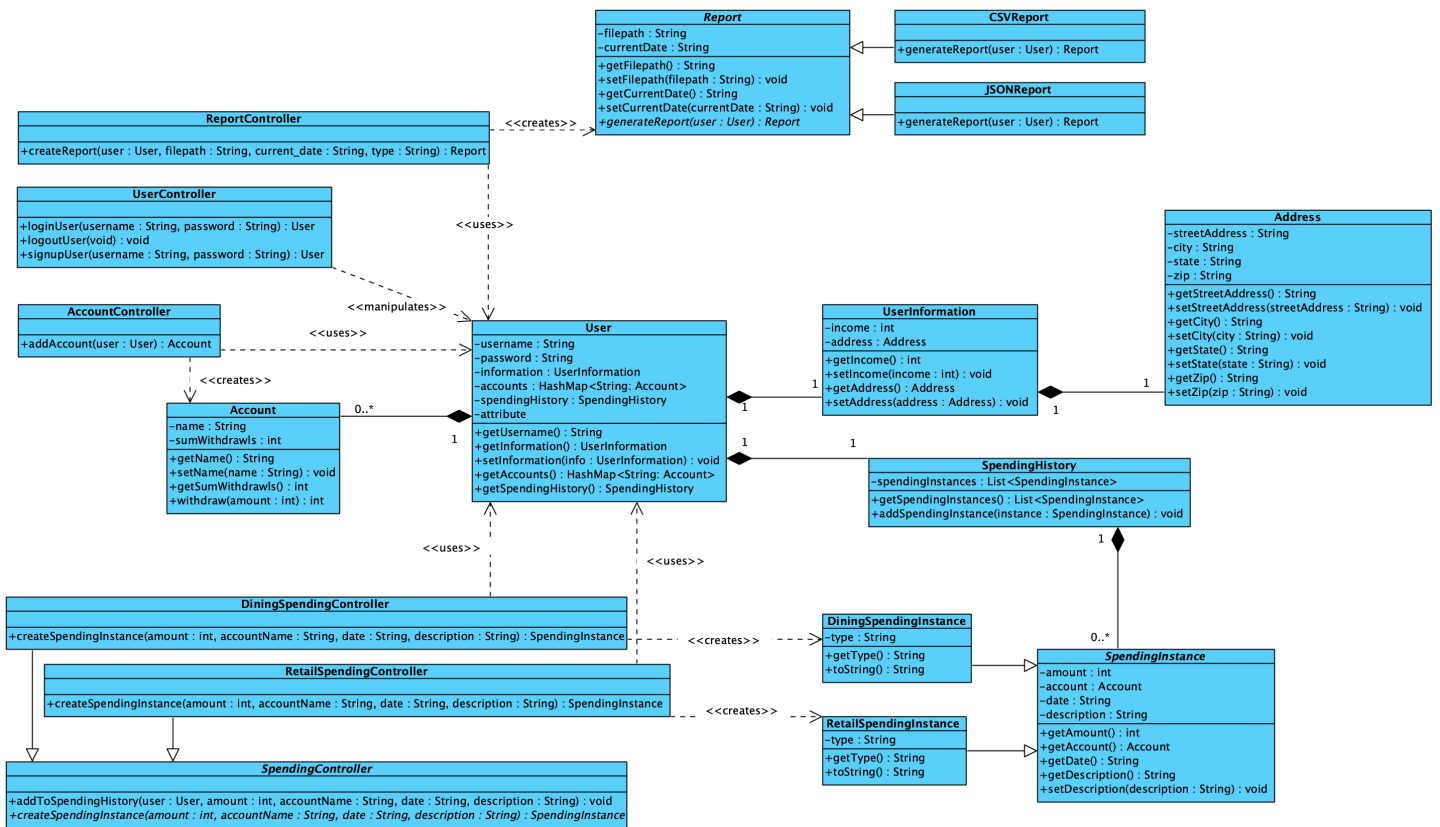 Report
-filepath : String
-currentDate : String
+getFilepath() : String
+setFilepath(filepath : String) : void
+getCurrentDate() : String
+setCurrentDate(currentDate : String) : void
+generateReport(user : User) : Report
CSVReport
+generateReport(user : User) : Report
JSONReport
+generateReport(user : User) : Report
ReportController
+createReport(user : User, filepath : String, current_date : String, type : String) : Report
<<creates>>
<<uses>>
UserController
+loginUser(username : String, password : String) : User
+logoutUser(void) : void
+signupUser(username : String, password : String) : User
<<manipulates>>
AccountController
+addAccount(user : User) : Account
<<uses>>
<<creates>>
Account
-name : String
-sumWithdrawls : int
+getName() : String
+setName(name : String) : void
+getSumWithdrawls() : int
+withdraw(amount : int) : int
0..*
1
User
-username : String
-password : String
-information : UserInformation
-accounts : HashMap<String: Account>
-spendingHistory : SpendingHistory
-attribute
+getUsername() : String
+getInformation() : UserInformation
+setInformation(info : UserInformation) : void
+getAccounts() : HashMap<String: Account>
+getSpendingHistory() : SpendingHistory
1
1
UserInformation
-income : int
-address : Address
+getIncome() : int
+setIncome(income : int) : void
+getAddress() : Address
+setAddress(address : Address) : void
1
1
Address
-streetAddress : String
-city : String
-state : String
-zip : String
+getStreetAddress() : String
+setStreetAddress(streetAddress : String) : void
+getCity() : String
+setCity(city : String) : void
+getState() : String
+setState(state : String) : void
+getZip() : String
+setZip(zip : String) : void
1
1
SpendingHistory
-spendingInstances : List<SpendingInstance>
+getSpendingInstances() : List<SpendingInstance>
+addSpendingInstance(instance : SpendingInstance) : void
1
0..*
<<uses>>
<<uses>>
DiningSpendingController
+createSpendingInstance(amount : int, accountName : String, date : String, description : String) : SpendingInstance
<<creates>>
RetailSpendingController
+createSpendingInstance(amount : int, accountName : String, date : String, description : String) : SpendingInstance
<<creates>>
DiningSpendingInstance
-type : String
+getType() : String
+toString() : String
RetailSpendingInstance
-type : String
+getType() : String
+toString() : String
SpendingInstance
-amount : int
-account : Account
-date : String
-description : String
+getAmount() : int
+getAccount() : Account
+getDate() : String
+getDescription() : String
+setDescription(description : String) : void
SpendingController
+addToSpendingHistory(user : User, amount : int, accountName : String, date : String, description : String) : void
+createSpendingInstance(amount : int, accountName : String, date : String, description : String) : SpendingInstance